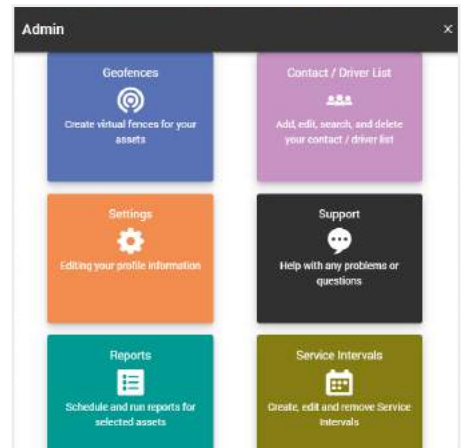 Admin
Geofences
Create virtual fences for your
assets
Contact / Driver List
Add, edit, search, and delete
your contact / driver list
Settings
Editing your profile information
Support
Help with any problems or
questions
Reports
Schedule and run reports for
selected assets
Service Intervals
Create, edit and remove Service
Intervals